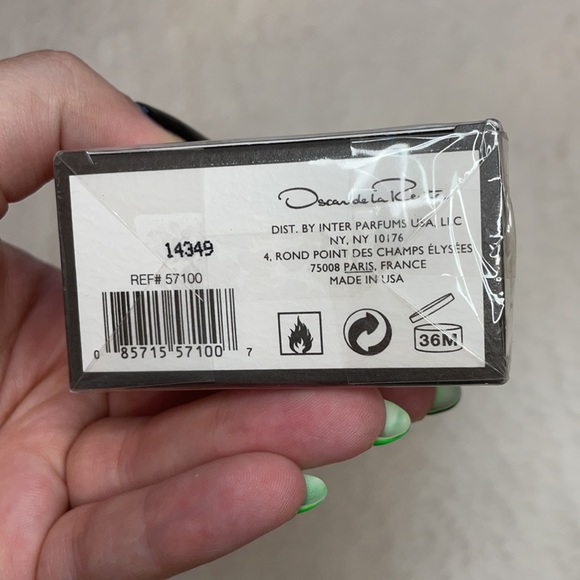 Oscar de la Renta
DIST. BY INTER PARFUMS USA, LLC
NY, NY 10176
4, ROND POINT DES CHAMPS ÉLYSÉES
75008 PARIS, FRANCE
MADE IN USA
14349
REF# 57100
0 85715 57100 7
36M